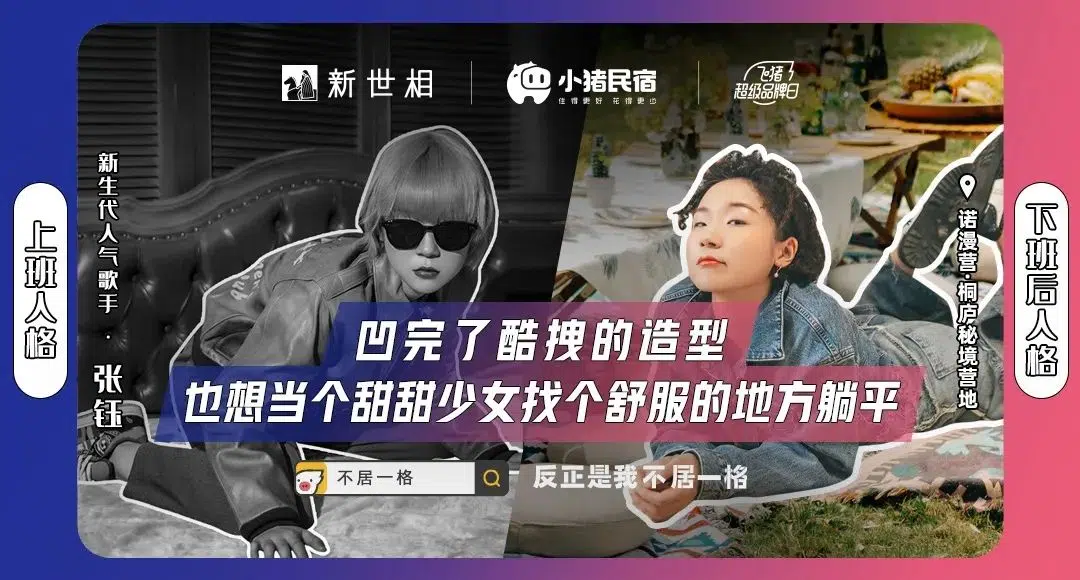 新世相
小猪民宿
住得更好 花得更少
飞猪
超级品牌日
上班人格
新生代人气歌手·张钰
诺漫营·桐庐秘境营地
下班后人格
凹完了酷拽的造型
也想当个甜甜少女找个舒服的地方躺平
不居一格
反正是我不居一格